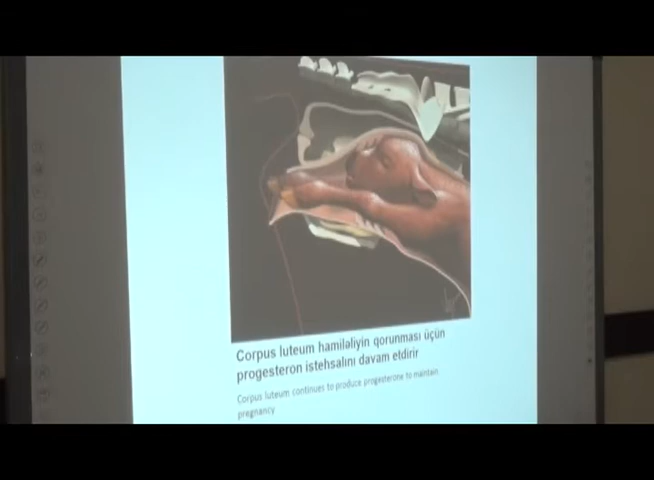 Corpus luteum hamiləliyin qorunması üçün
progesteron istehsalını davam etdirir
Corpus luteum continues to produce progesterone to maintain
pregnancy